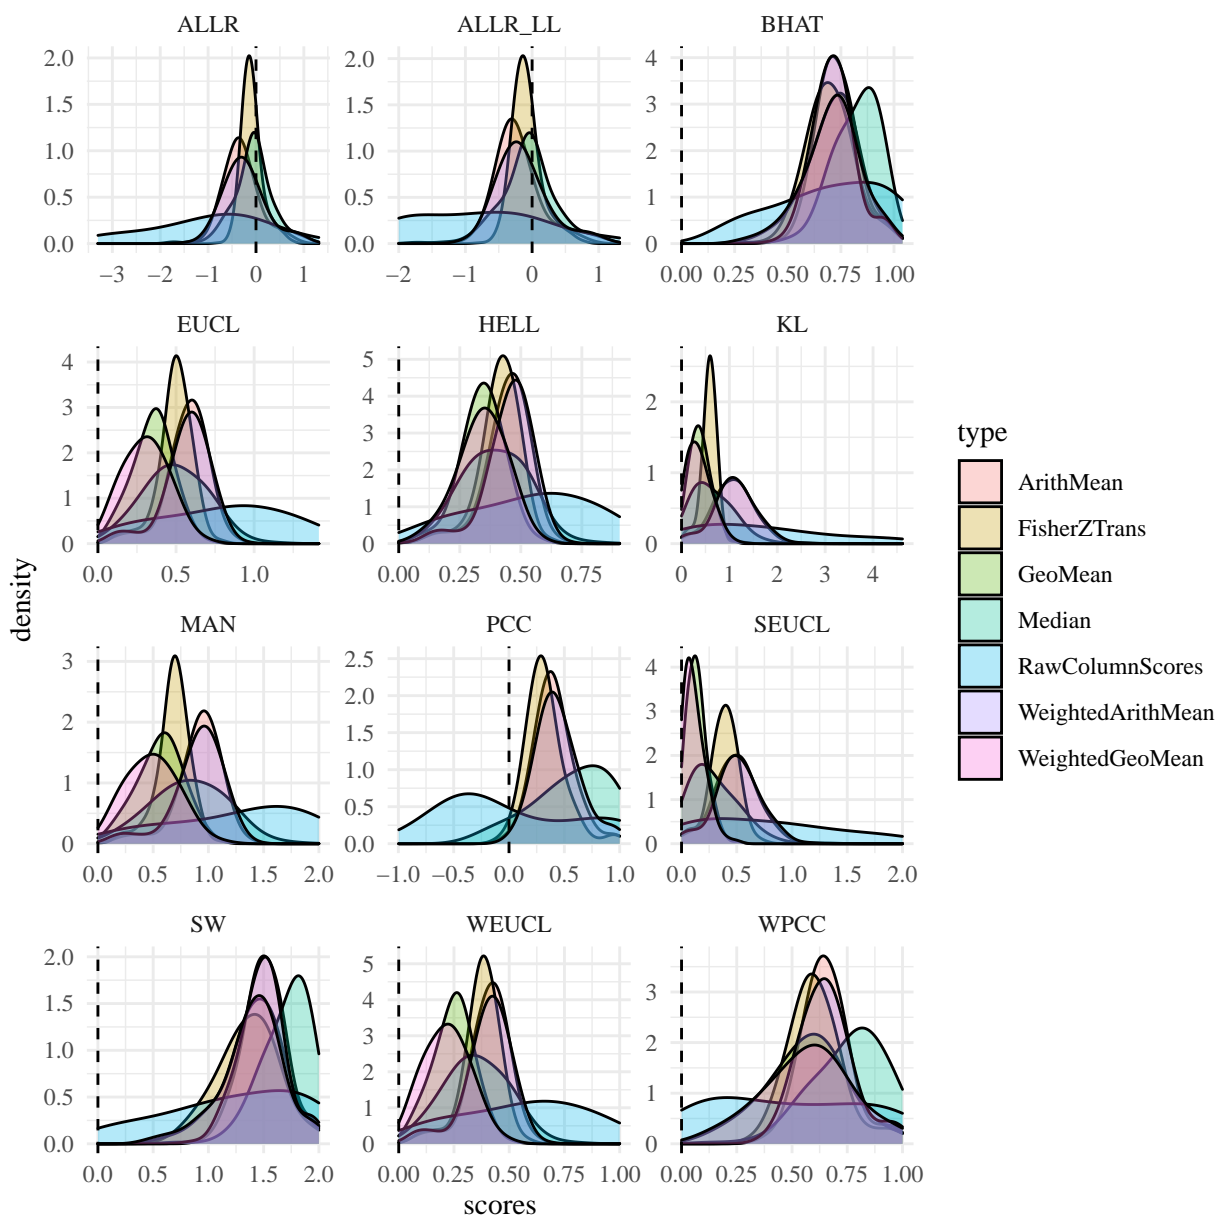 ALLR ALLR_LL BHAT
2.0 1.5 1.0 0.5 0.0
−3 −2 −1 0 1
2.0 1.5 1.0 0.5 0.0
−2 −1 0 1
4 3 2 1 0
0.00 0.25 0.50 0.75 1.00
EUCL HELL KL
4 3 2 1 0
0.0 0.5 1.0
5 4 3 2 1 0
0.00 0.25 0.50 0.75
2 1 0
0 1 2 3 4
MAN PCC SEUCL
3 2 1 0
0.0 0.5 1.0 1.5 2.0
2.5 2.0 1.5 1.0 0.5 0.0
−1.0 −0.5 0.0 0.5 1.0
4 3 2 1 0
0.0 0.5 1.0 1.5 2.0
SW WEUCL WPCC
2.0 1.5 1.0 0.5 0.0
0.0 0.5 1.0 1.5 2.0
5 4 3 2 1 0
0.00 0.25 0.50 0.75 1.00
3 2 1 0
0.00 0.25 0.50 0.75 1.00
density
scores
type
ArithMean
FisherZTrans
GeoMean
Median
RawColumnScores
WeightedArithMean
WeightedGeoMean